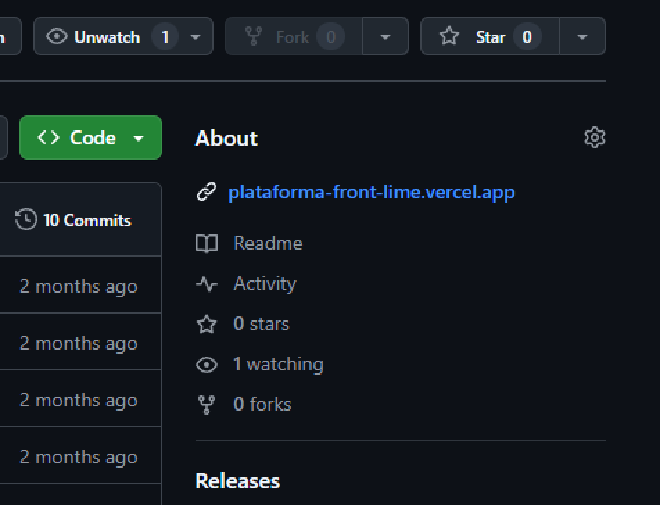 Unwatch 1
Fork 0
Star 0
Code
About
plataforma-front-lime.vercel.app
10 Commits
Readme
2 months ago
Activity
0 stars
2 months ago
1 watching
2 months ago
0 forks
2 months ago
Releases